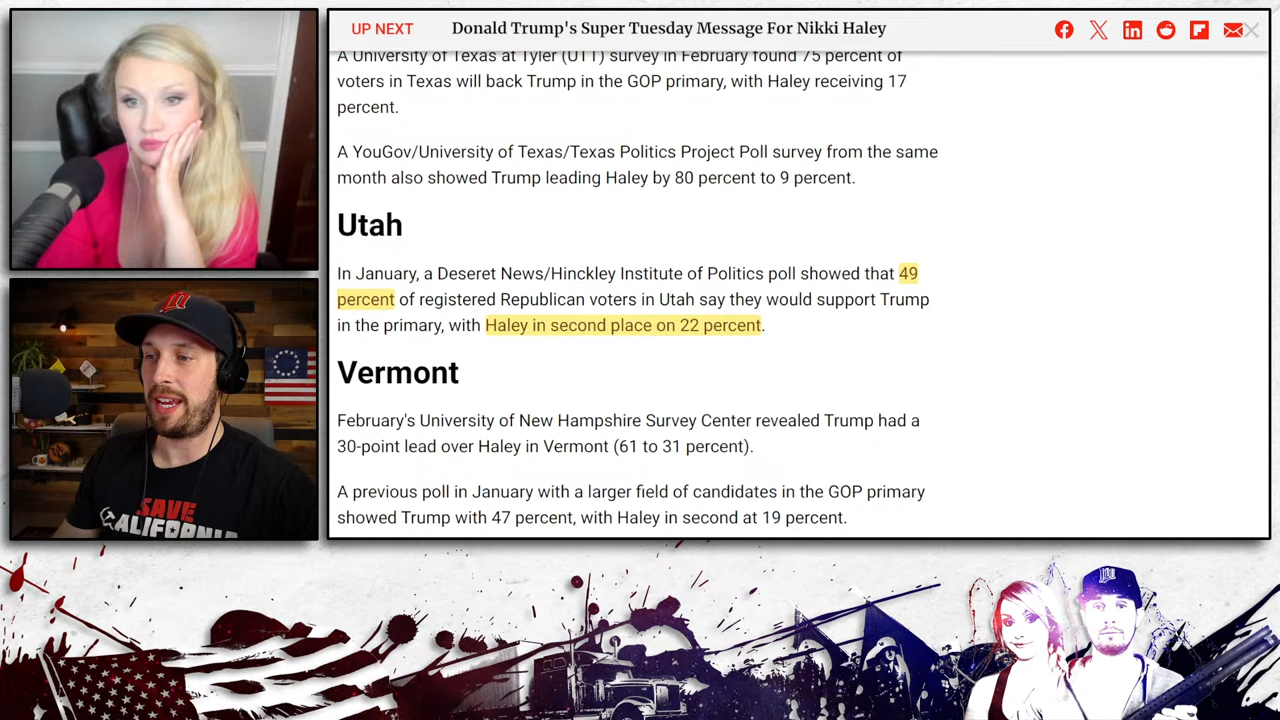 UP NEXT
Donald Trump's Super Tuesday Message For Nikki Haley
A University of Texas at Tyler (UTT) survey in February found 75 percent of
voters in Texas will back Trump in the GOP primary, with Haley receiving 17
percent.
A YouGov/University of Texas/Texas Politics Project Poll survey from the same
month also showed Trump leading Haley by 80 percent to 9 percent.
Utah
In January, a Deseret News/Hinckley Institute of Politics poll showed that 49
percent of registered Republican voters in Utah say they would support Trump
in the primary, with Haley in second place on 22 percent.
Vermont
February's University of New Hampshire Survey Center revealed Trump had a
30-point lead over Haley in Vermont (61 to 31 percent).
A previous poll in January with a larger field of candidates in the GOP primary
showed Trump with 47 percent, with Haley in second at 19 percent.
SAVE
CALIFORNIA